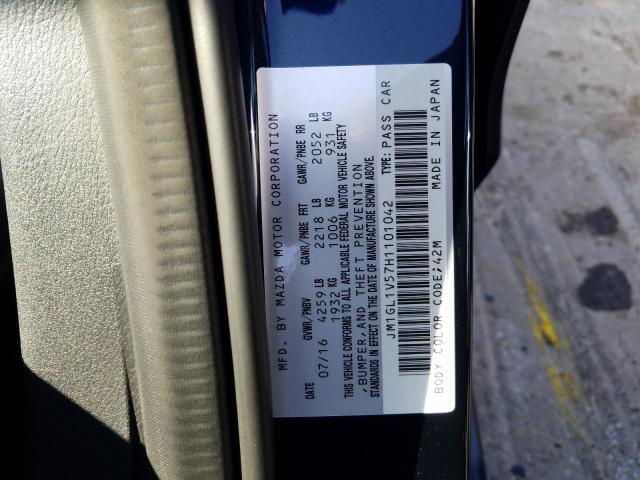 MFD. BY MAZDA MOTOR CORPORATION
DATE GVWR/PNBV GAWR/PNBE FRT GAWR/PNBE RR
07/16 4259 LB 2218 LB 2052 LB
1932 KG 1006 KG 931 KG
THIS VEHICLE CONFORMS TO ALL APPLICABLE FEDERAL MOTOR VEHICLE SAFETY
,BUMPER,AND THEFT PREVENTION
STANDARDS IN EFFECT ON THE DATE OF MANUFACTURE SHOWN ABOVE.
JM1GL1V57H1101042 TYPE: PASS CAR
BODY COLOR CODE;42M MADE IN JAPAN